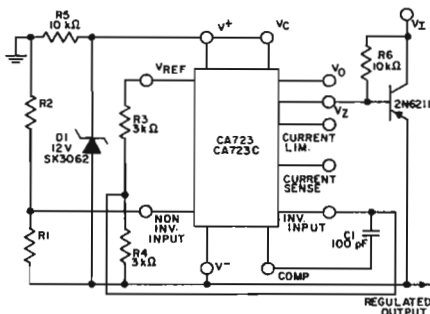 R5
10 kΩ
V+
VC
VI
R6
10kΩ
VREF
VO
R2
R3
3kΩ
VZ
2N6211
D1
12V
SK3062
CA723
CA723C
CURRENT
LIM.
CURRENT
SENSE
NON
INV.
INPUT
INV.
INPUT
R1
R4
3kΩ
C1
100 pF
V−
COMP
REGULATED
OUTPUT